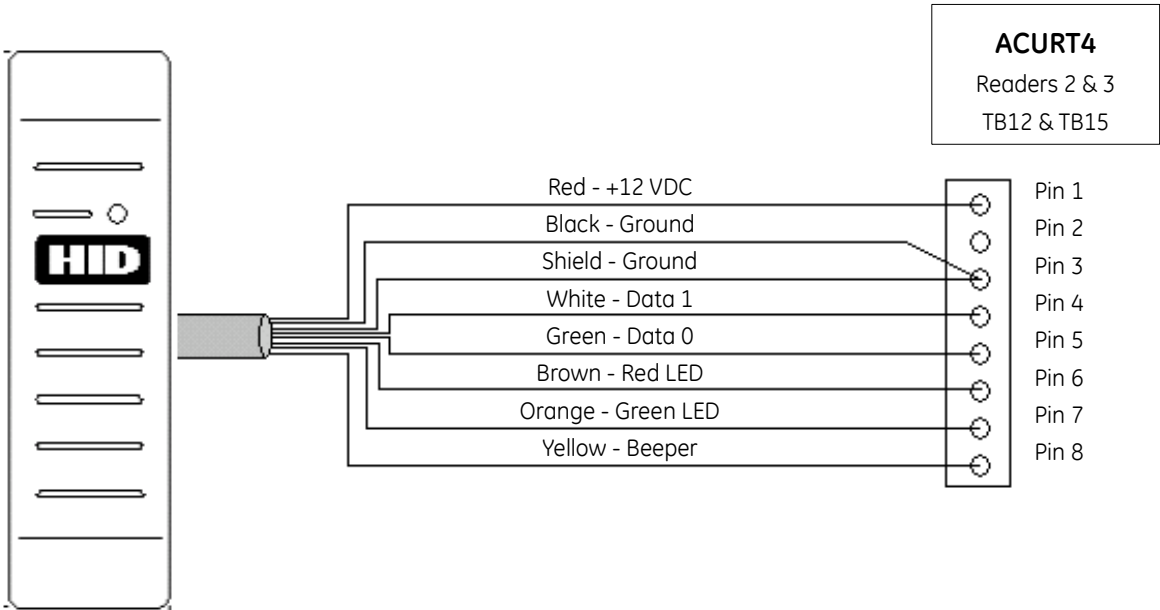 ACURT4
Readers 2 & 3
TB12 & TB15
Red - +12 VDC
Pin 1
Black - Ground
Pin 2
Shield - Ground
Pin 3
White - Data 1
Pin 4
Green - Data 0
Pin 5
Brown - Red LED
Pin 6
Orange - Green LED
Pin 7
Yellow - Beeper
Pin 8
HID